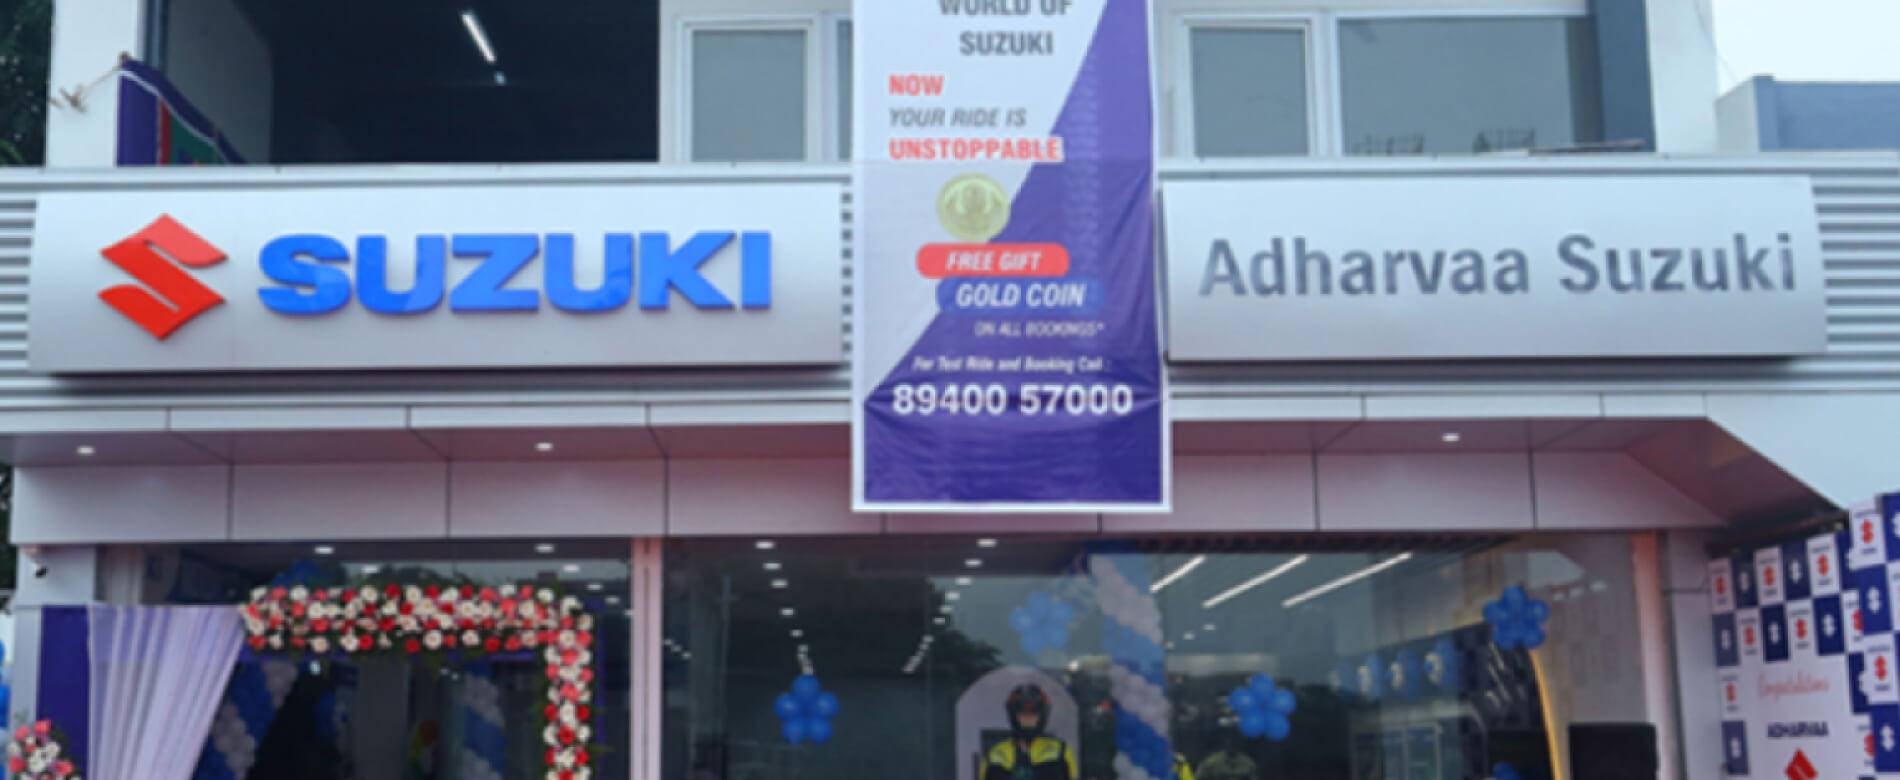 WORLD OF
SUZUKI
NOW
YOUR RIDE IS
UNSTOPPABLE
SUZUKI
FREE GIFT
GOLD COIN
ON ALL BOOKINGS*
For Test Ride and Booking Call :
89400 57000
Adharvaa Suzuki
Congratulations
ADHARVAA